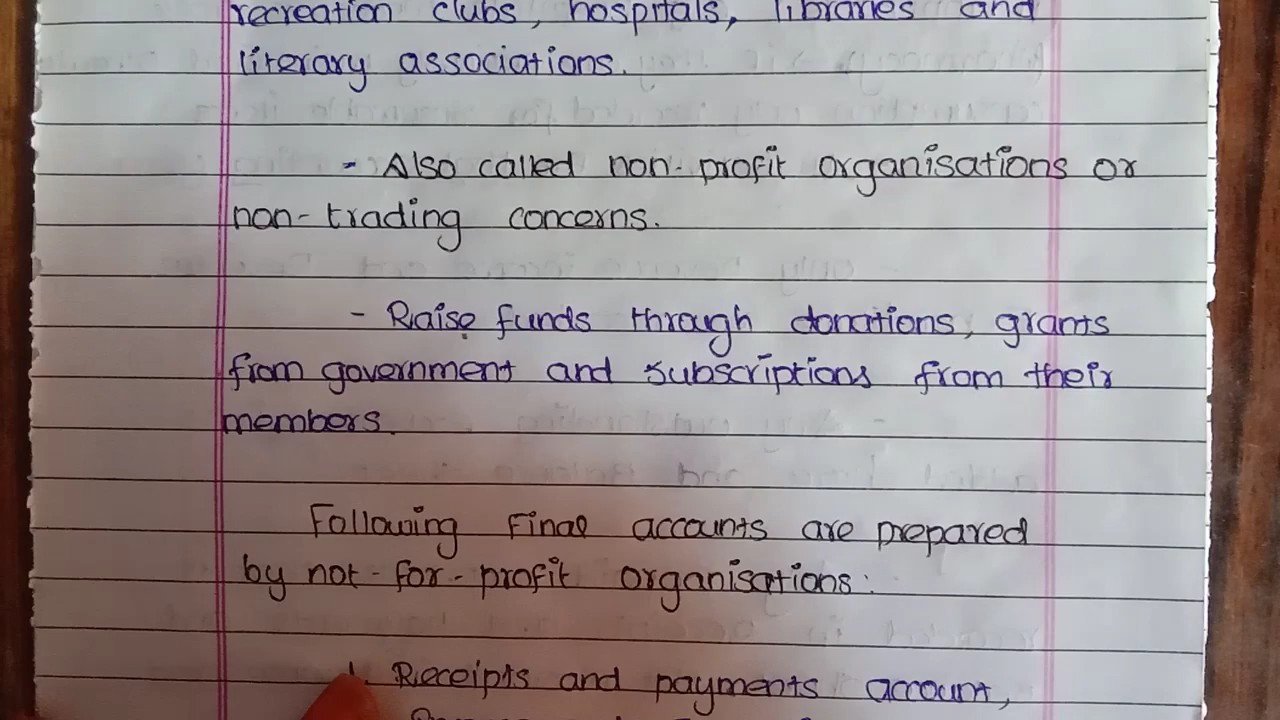 recreation clubs, hospitals, libraries and
literary associations.
- Also called non-profit organisations or
non-trading concerns.
- Raise funds through donations, grants
from government and subscriptions from their
members.
Following Final accounts are prepared
by not-for-profit organisations:
1. Receipts and payments account,